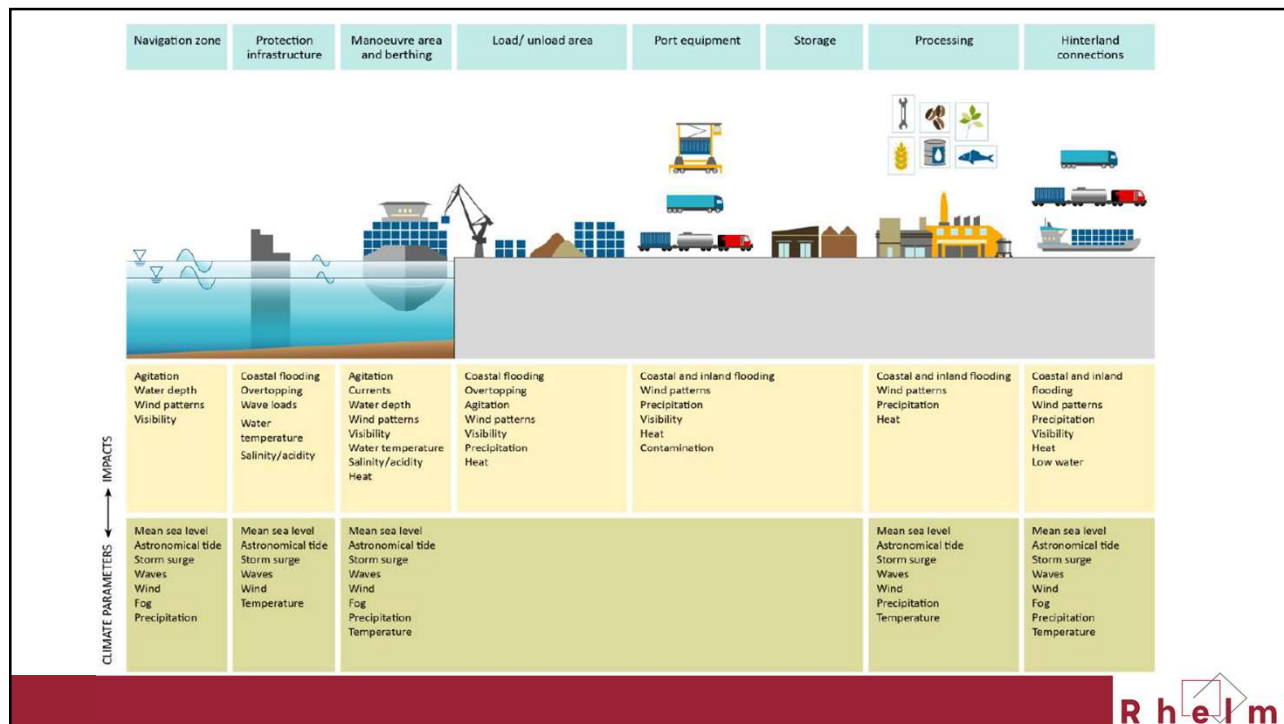 Navigation zone
Protection
infrastructure
Manoeuvre area
and berthing
Load/ unload area
Port equipment
Storage
Processing
Hinterland
connections
IMPACTS
Agitation
Water depth
Wind patterns
Visibility
Coastal flooding
Overtopping
Wave loads
Water
temperature
Salinity/acidity
Agitation
Currents
Water depth
Wind patterns
Visibility
Water temperature
Salinity/acidity
Heat
Coastal flooding
Overtopping
Agitation
Wind patterns
Visibility
Precipitation
Heat
Coastal and inland flooding
Wind patterns
Precipitation
Visibility
Heat
Contamination
Coastal and inland flooding
Wind patterns
Precipitation
Heat
Coastal and inland
flooding
Wind patterns
Precipitation
Visibility
Heat
Low water
CLIMATE PARAMETERS
Mean sea level
Astronomical tide
Storm surge
Waves
Wind
Fog
Precipitation
Mean sea level
Astronomical tide
Storm surge
Waves
Wind
Temperature
Mean sea level
Astronomical tide
Storm surge
Waves
Wind
Fog
Precipitation
Temperature
Mean sea level
Astronomical tide
Storm surge
Waves
Wind
Precipitation
Temperature
Mean sea level
Astronomical tide
Storm surge
Waves
Wind
Fog
Precipitation
Temperature
Rhelm